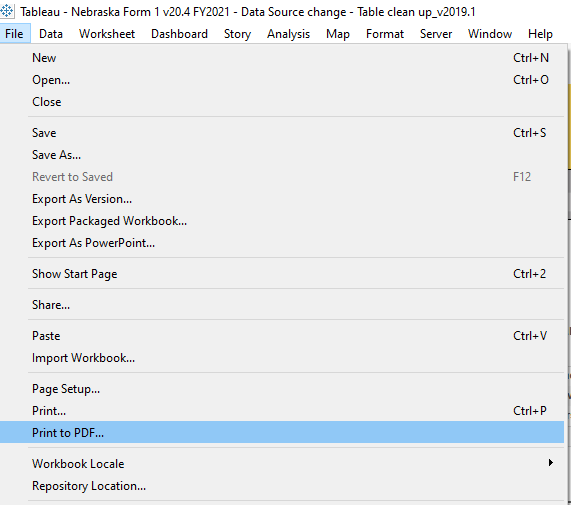 Tableau - Nebraska Form 1 v20.4 FY2021 - Data Source change - Table clean up_v2019.1
File Data Worksheet Dashboard Story Analysis Map Format Server Window Help
New Ctrl+N
Open... Ctrl+O
Close
Save Ctrl+S
Save As...
Revert to Saved F12
Export As Version...
Export Packaged Workbook...
Export As PowerPoint...
Show Start Page Ctrl+2
Share...
Paste Ctrl+V
Import Workbook...
Page Setup...
Print... Ctrl+P
Print to PDF...
Workbook Locale
Repository Location...